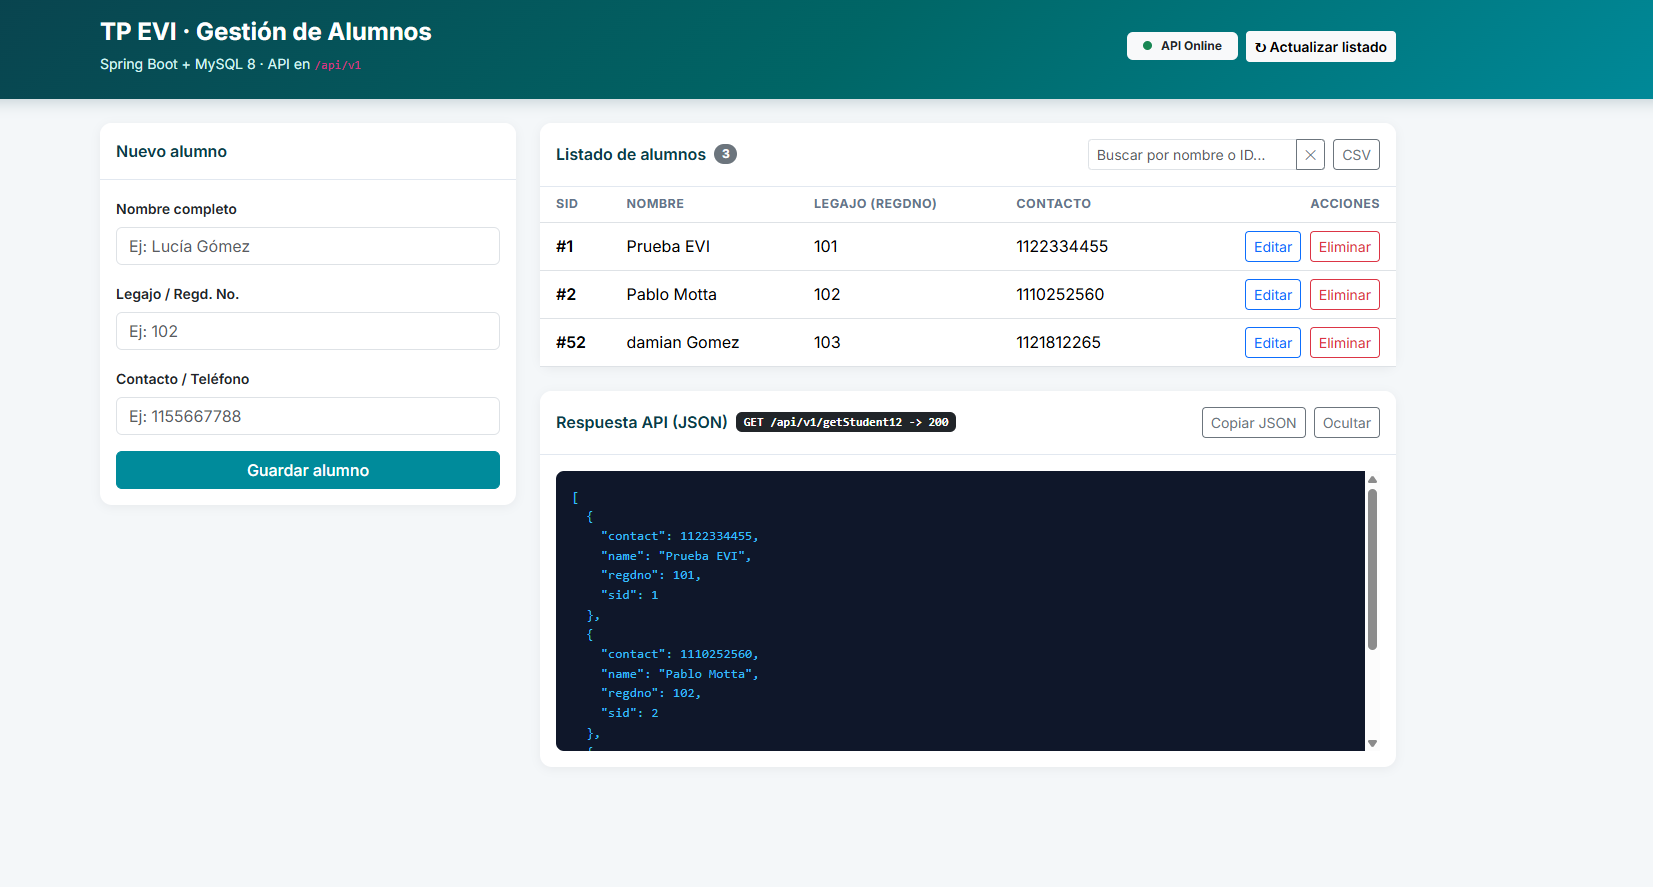 TP EVI · Gestión de Alumnos
Spring Boot + MySQL 8 · API en /api/v1
API Online
↻ Actualizar listado
Nuevo alumno
Nombre completo
Ej: Lucía Gómez
Legajo / Regd. No.
Ej: 102
Contacto / Teléfono
Ej: 1155667788
Guardar alumno
Listado de alumnos 3
Buscar por nombre o ID...
CSV
SID NOMBRE LEGAJO (REGDNO) CONTACTO ACCIONES
#1 Prueba EVI 101 1122334455 Editar Eliminar
#2 Pablo Motta 102 1110252560 Editar Eliminar
#52 damian Gomez 103 1121812265 Editar Eliminar
Respuesta API (JSON) GET /api/v1/getStudent12 -> 200
Copiar JSON Ocultar
[
{
"contact": 1122334455,
"name": "Prueba EVI",
"regdno": 101,
"sid": 1
},
{
"contact": 1110252560,
"name": "Pablo Motta",
"regdno": 102,
"sid": 2
},
{